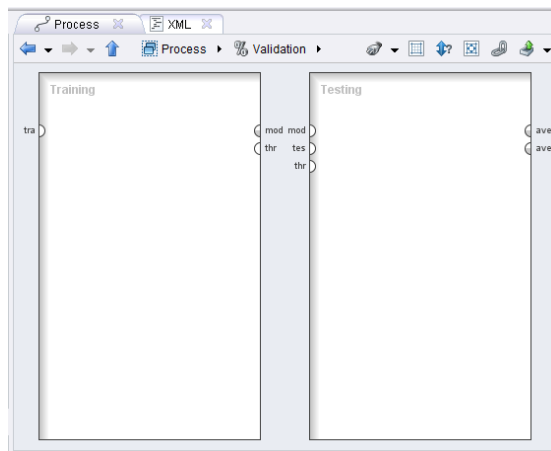 Process XML
Process Validation
Training Testing
tra mod mod ave
thr tes ave
thr